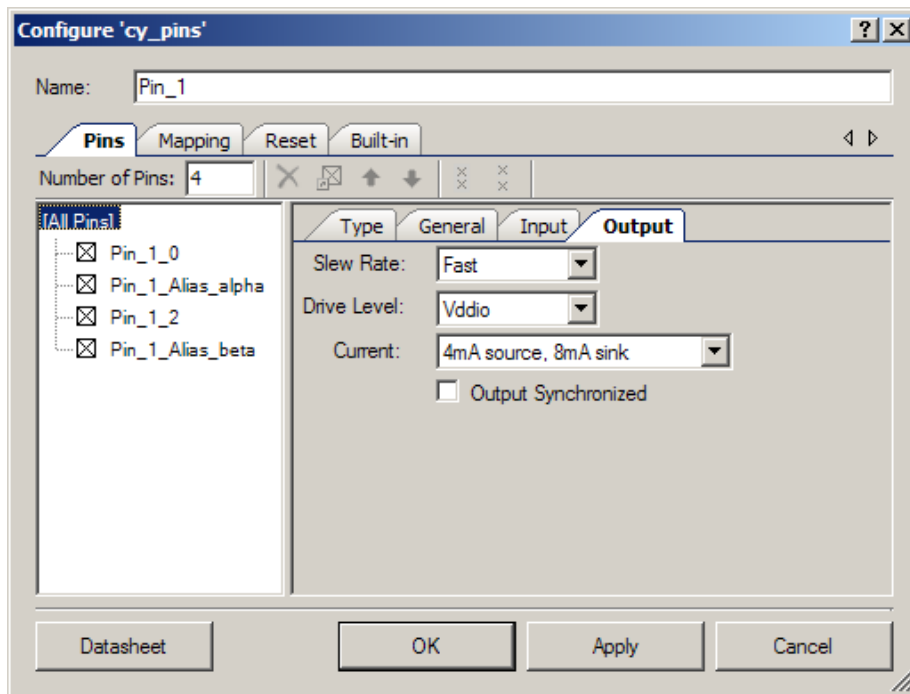 Configure 'cy_pins'
Name: Pin_1
Pins Mapping Reset Built-in
Number of Pins: 4
[All Pins]
Pin_1_0
Pin_1_Alias_alpha
Pin_1_2
Pin_1_Alias_beta
Type General Input Output
Slew Rate: Fast
Drive Level: Vddio
Current: 4mA source, 8mA sink
Output Synchronized
Datasheet OK Apply Cancel